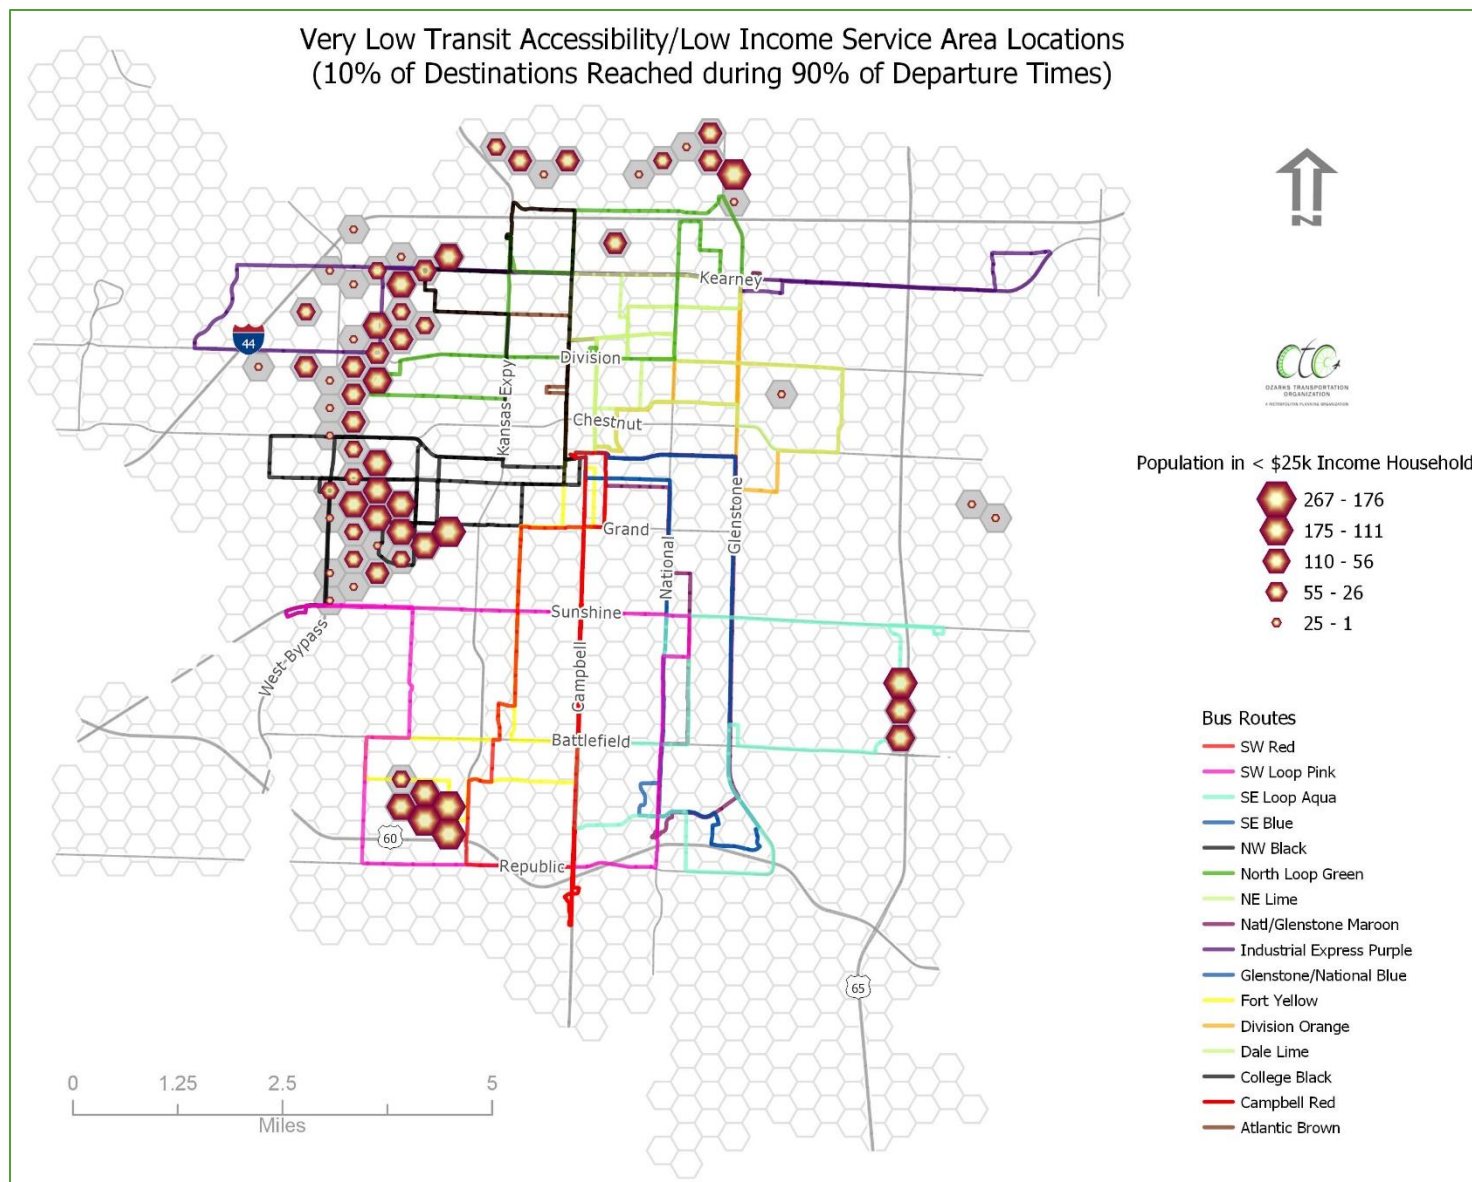 Very Low Transit Accessibility/Low Income Service Area Locations
(10% of Destinations Reached during 90% of Departure Times)
N
Kearney
44
Division
Kansas Expy
Chestnut
Glenstone
Grand
National
Sunshine
West-Bypass
Campbell
Battlefield
60
Republic
65
OZARKS TRANSPORTATION
ORGANIZATION
A METROPOLITAN PLANNING ORGANIZATION
Population in < $25k Income Household
267 - 176
175 - 111
110 - 56
55 - 26
25 - 1
Bus Routes
SW Red
SW Loop Pink
SE Loop Aqua
SE Blue
NW Black
North Loop Green
NE Lime
Natl/Glenstone Maroon
Industrial Express Purple
Glenstone/National Blue
Fort Yellow
Division Orange
Dale Lime
College Black
Campbell Red
Atlantic Brown
0 1.25 2.5 5
Miles